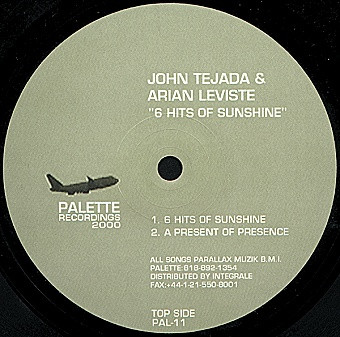 JOHN TEJADA &
ARIAN LEVISTE
"6 HITS OF SUNSHINE"
PALETTE
RECORDINGS
2000
1. 6 HITS OF SUNSHINE
2. A PRESENT OF PRESENCE
ALL SONGS PARALLAX MUZIK B.M.I.
PALETTE:818-892-1354
DISTRIBUTED BY INTEGRALE
FAX:+44-1-21-550-8001
TOP SIDE
PAL-11